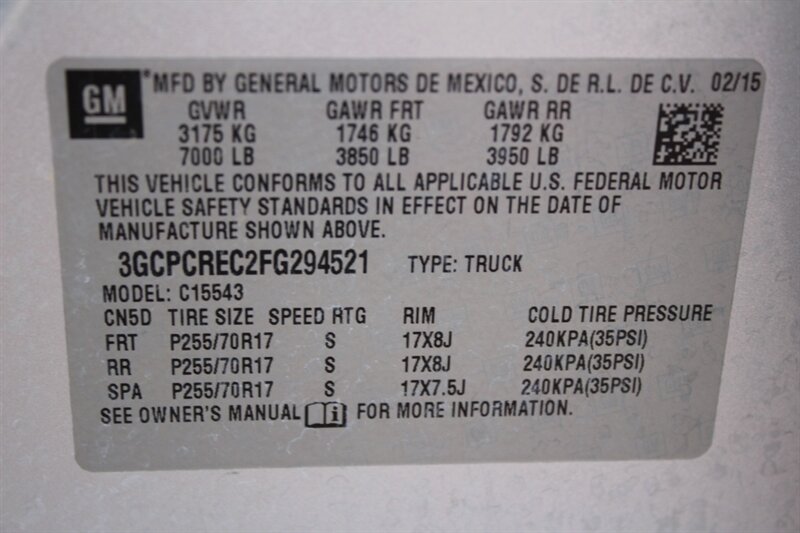 GM *MFD BY GENERAL MOTORS DE MEXICO, S. DE R.L. DE C.V. 02/15
GVWR GAWR FRT GAWR RR
3175 KG 1746 KG 1792 KG
7000 LB 3850 LB 3950 LB
THIS VEHICLE CONFORMS TO ALL APPLICABLE U.S. FEDERAL MOTOR
VEHICLE SAFETY STANDARDS IN EFFECT ON THE DATE OF
MANUFACTURE SHOWN ABOVE.
3GCPCREC2FG294521 TYPE: TRUCK
MODEL: C15543
CN5D TIRE SIZE SPEED RTG RIM COLD TIRE PRESSURE
FRT P255/70R17 S 17X8J 240KPA(35PSI)
RR P255/70R17 S 17X8J 240KPA(35PSI)
SPA P255/70R17 S 17X7.5J 240KPA(35PSI)
SEE OWNER'S MANUAL i FOR MORE INFORMATION.